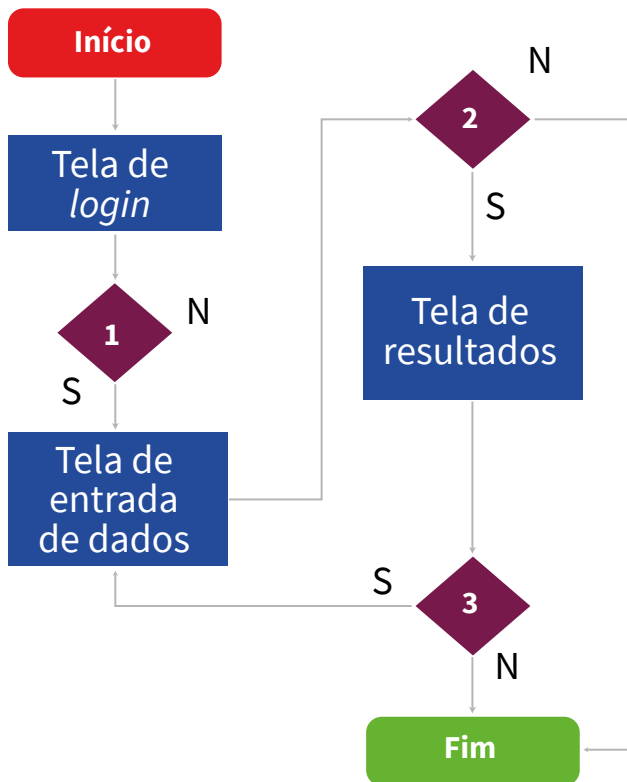 Início
Tela de
login
1
N
S
Tela de
entrada
de dados
2
N
S
Tela de
resultados
3
S
N
Fim